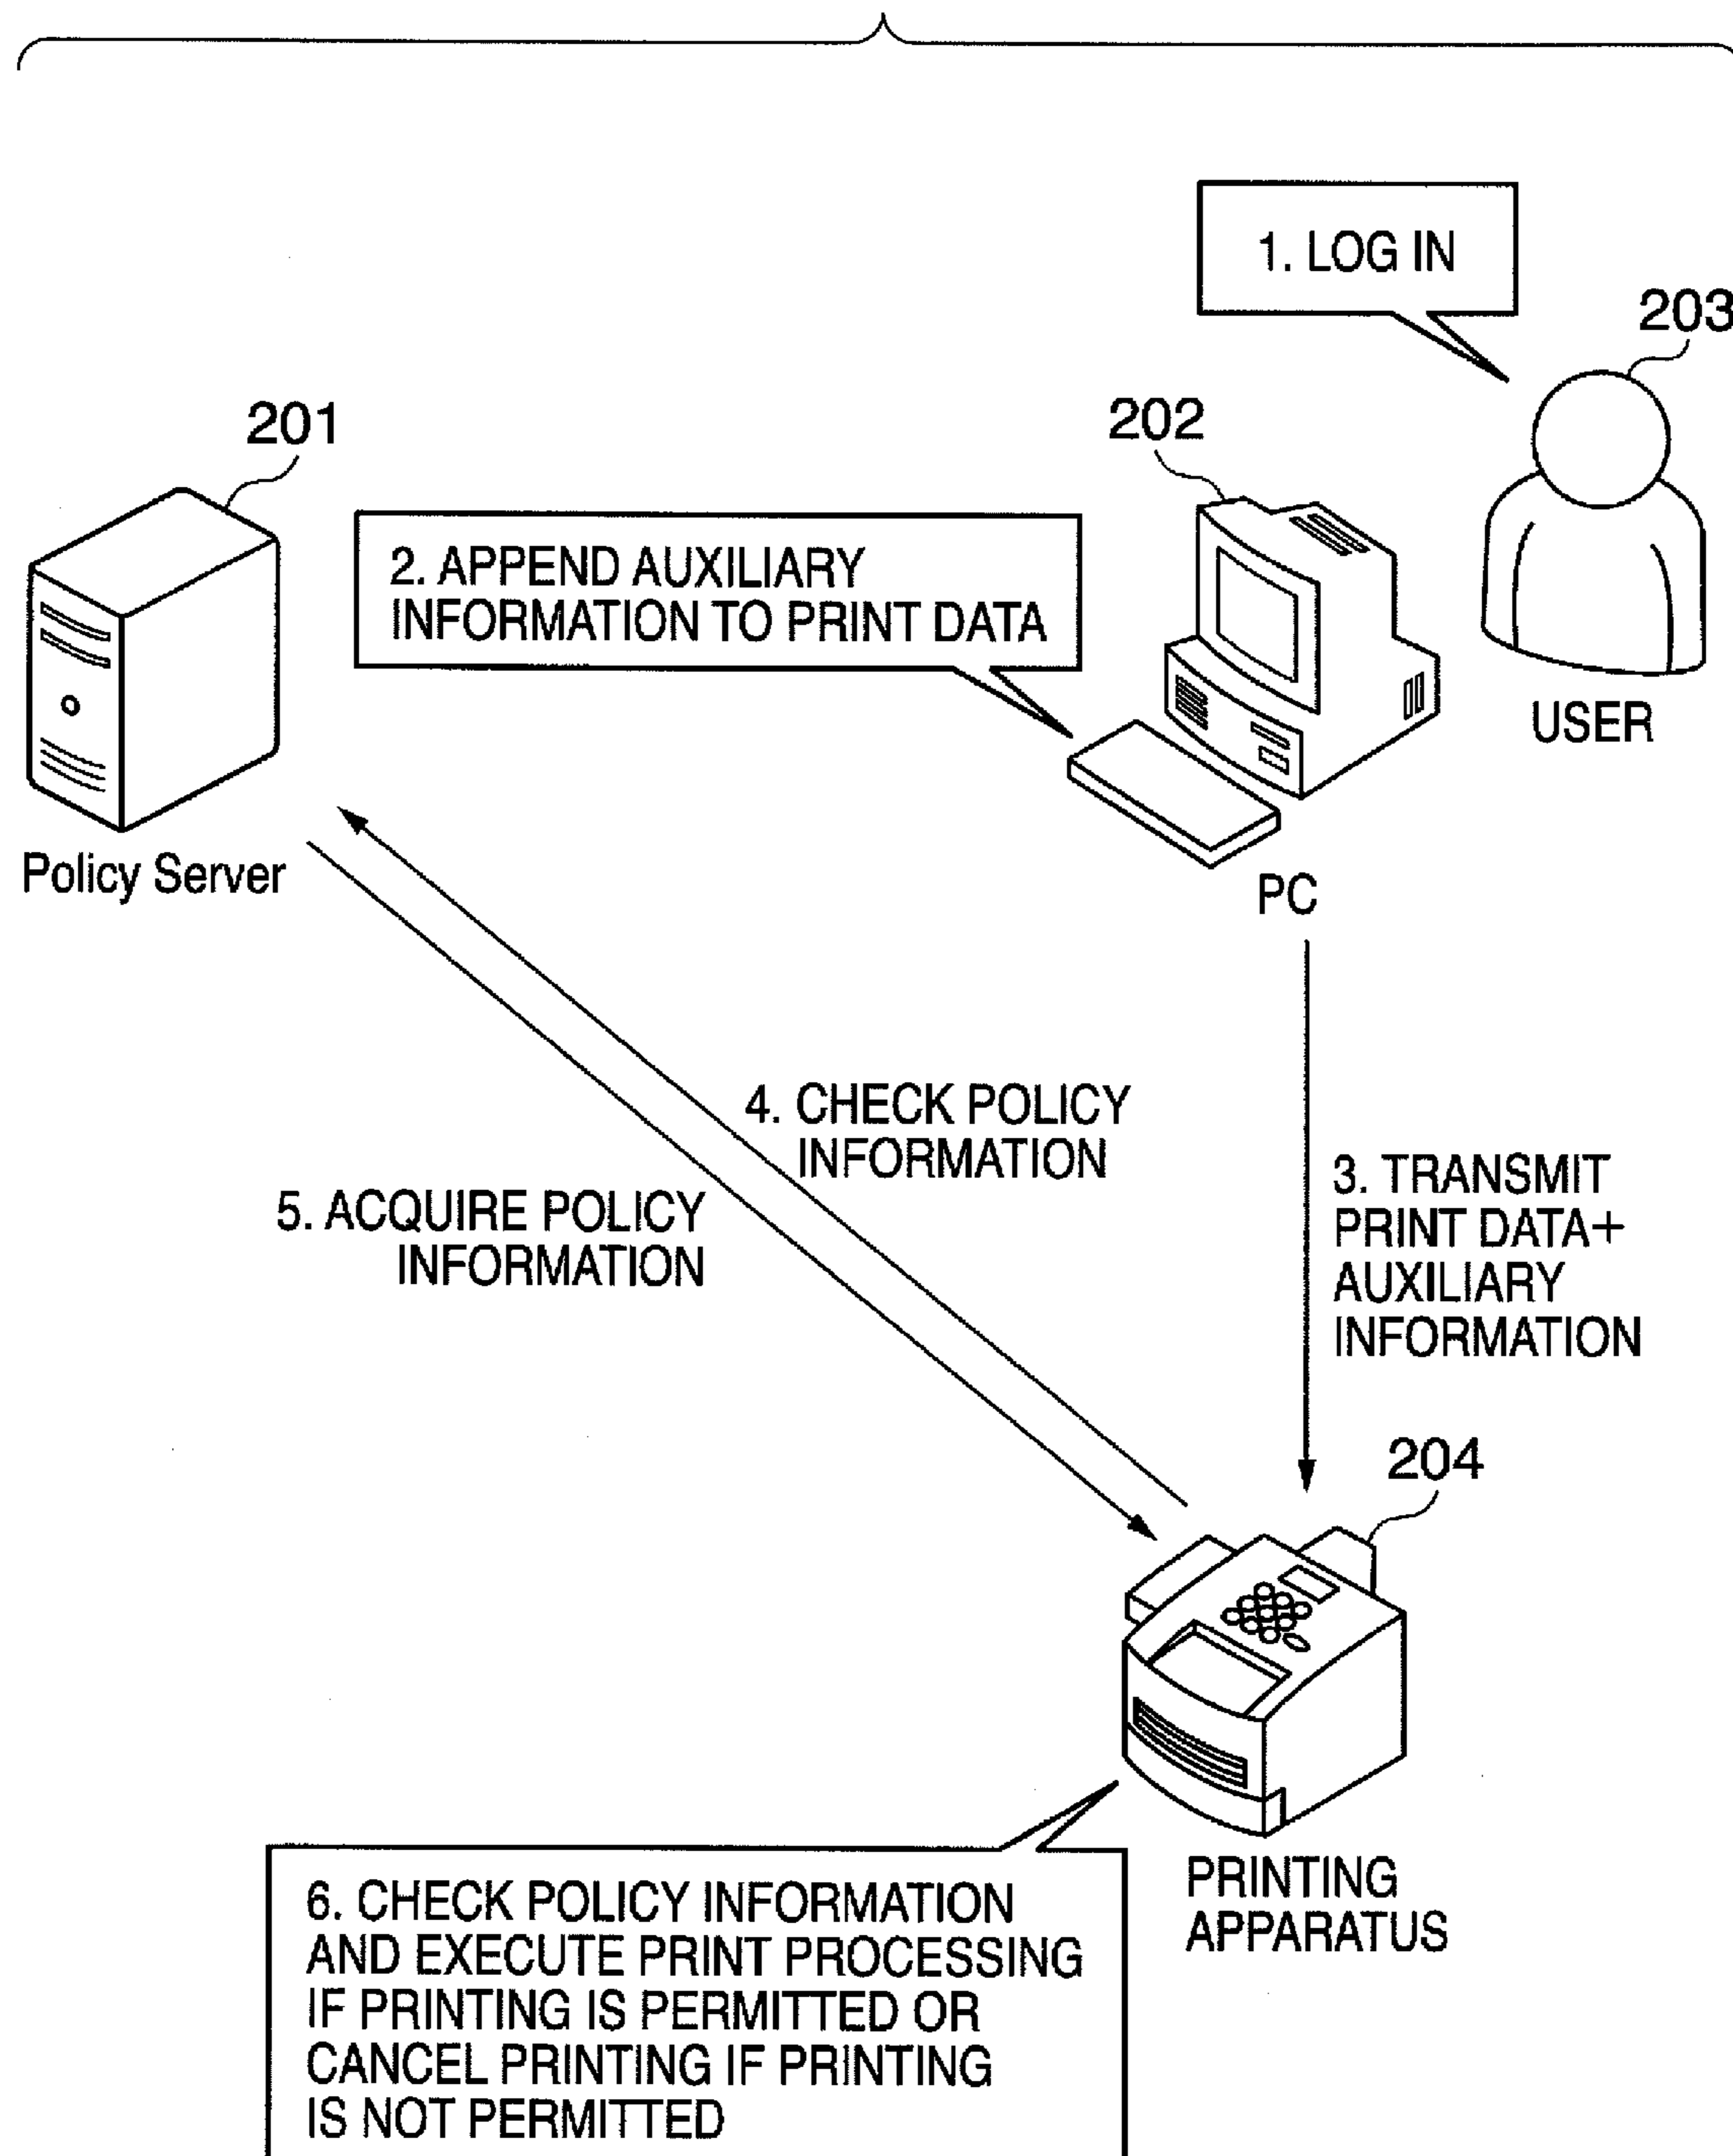 1. LOG IN
203
201
202
2. APPEND AUXILIARY
INFORMATION TO PRINT DATA
USER
Policy Server
PC
4. CHECK POLICY
INFORMATION
3. TRANSMIT
PRINT DATA+
AUXILIARY
INFORMATION
5. ACQUIRE POLICY
INFORMATION
204
PRINTING
APPARATUS
6. CHECK POLICY INFORMATION
AND EXECUTE PRINT PROCESSING
IF PRINTING IS PERMITTED OR
CANCEL PRINTING IF PRINTING
IS NOT PERMITTED